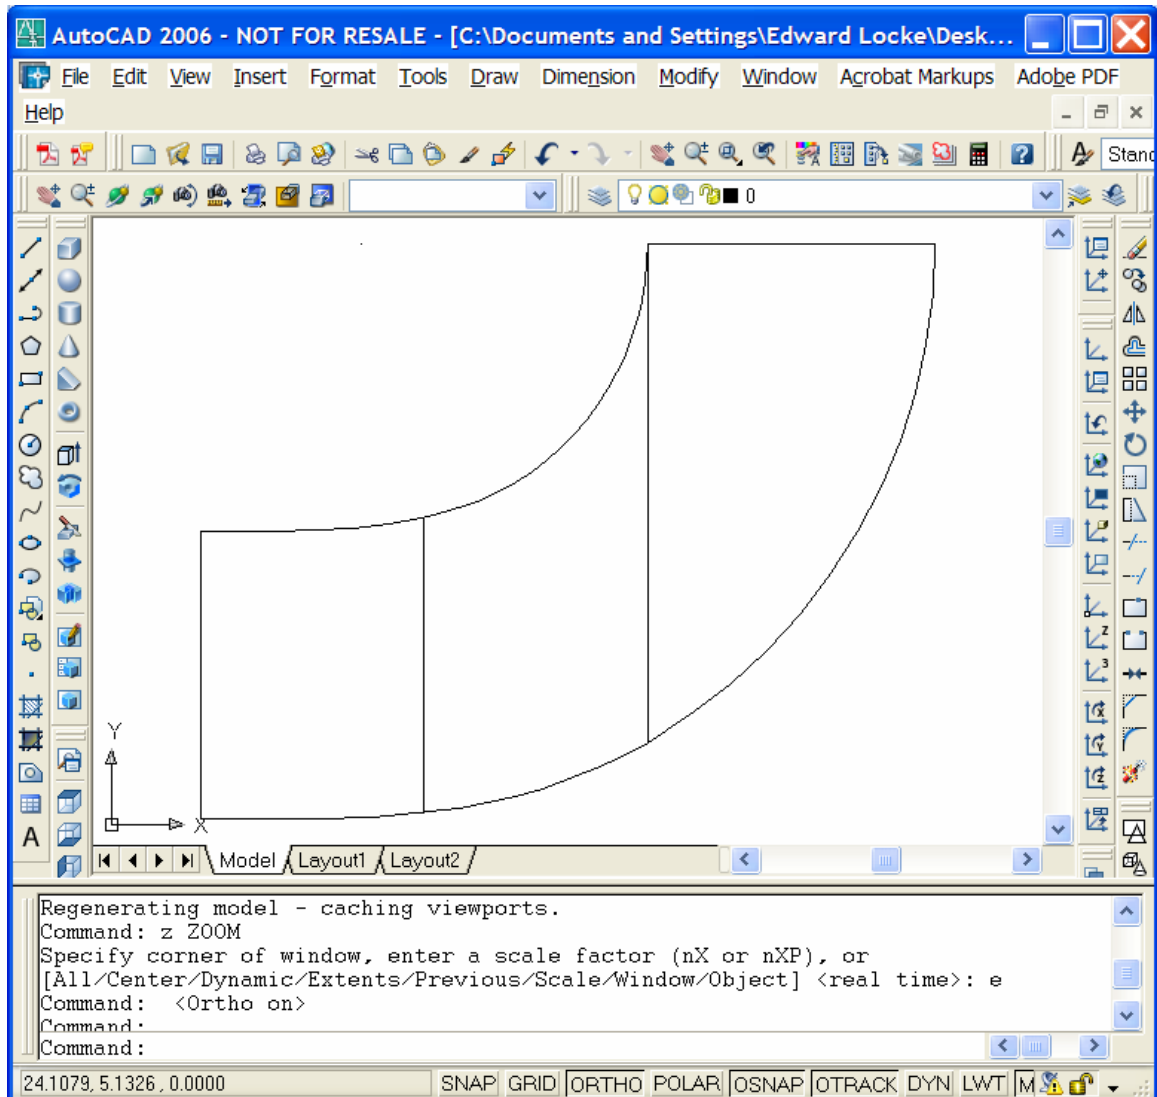 AutoCAD 2006 - NOT FOR RESALE - [C:\Documents and Settings\Edward Locke\Desk...
File Edit View Insert Format Tools Draw Dimension Modify Window Acrobat Markups Adobe PDF
Help
Stand
0
Y
X
A
Model Layout1 Layout2
Regenerating model - caching viewports.
Command: z ZOOM
Specify corner of window, enter a scale factor (nX or nXP), or
[All/Center/Dynamic/Extents/Previous/Scale/Window/Object] <real time>: e
Command:  <Ortho on>
Command:
Command:
24.1079, 5.1326 , 0.0000 SNAP GRID ORTHO POLAR OSNAP OTRACK DYN LWT M